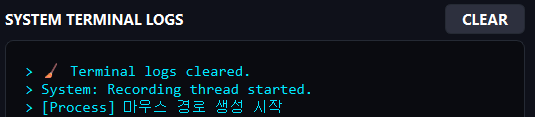 SYSTEM TERMINAL LOGS
CLEAR
> 🧹 Terminal logs cleared.
> System: Recording thread started.
> [Process] 마우스 경로 생성 시작